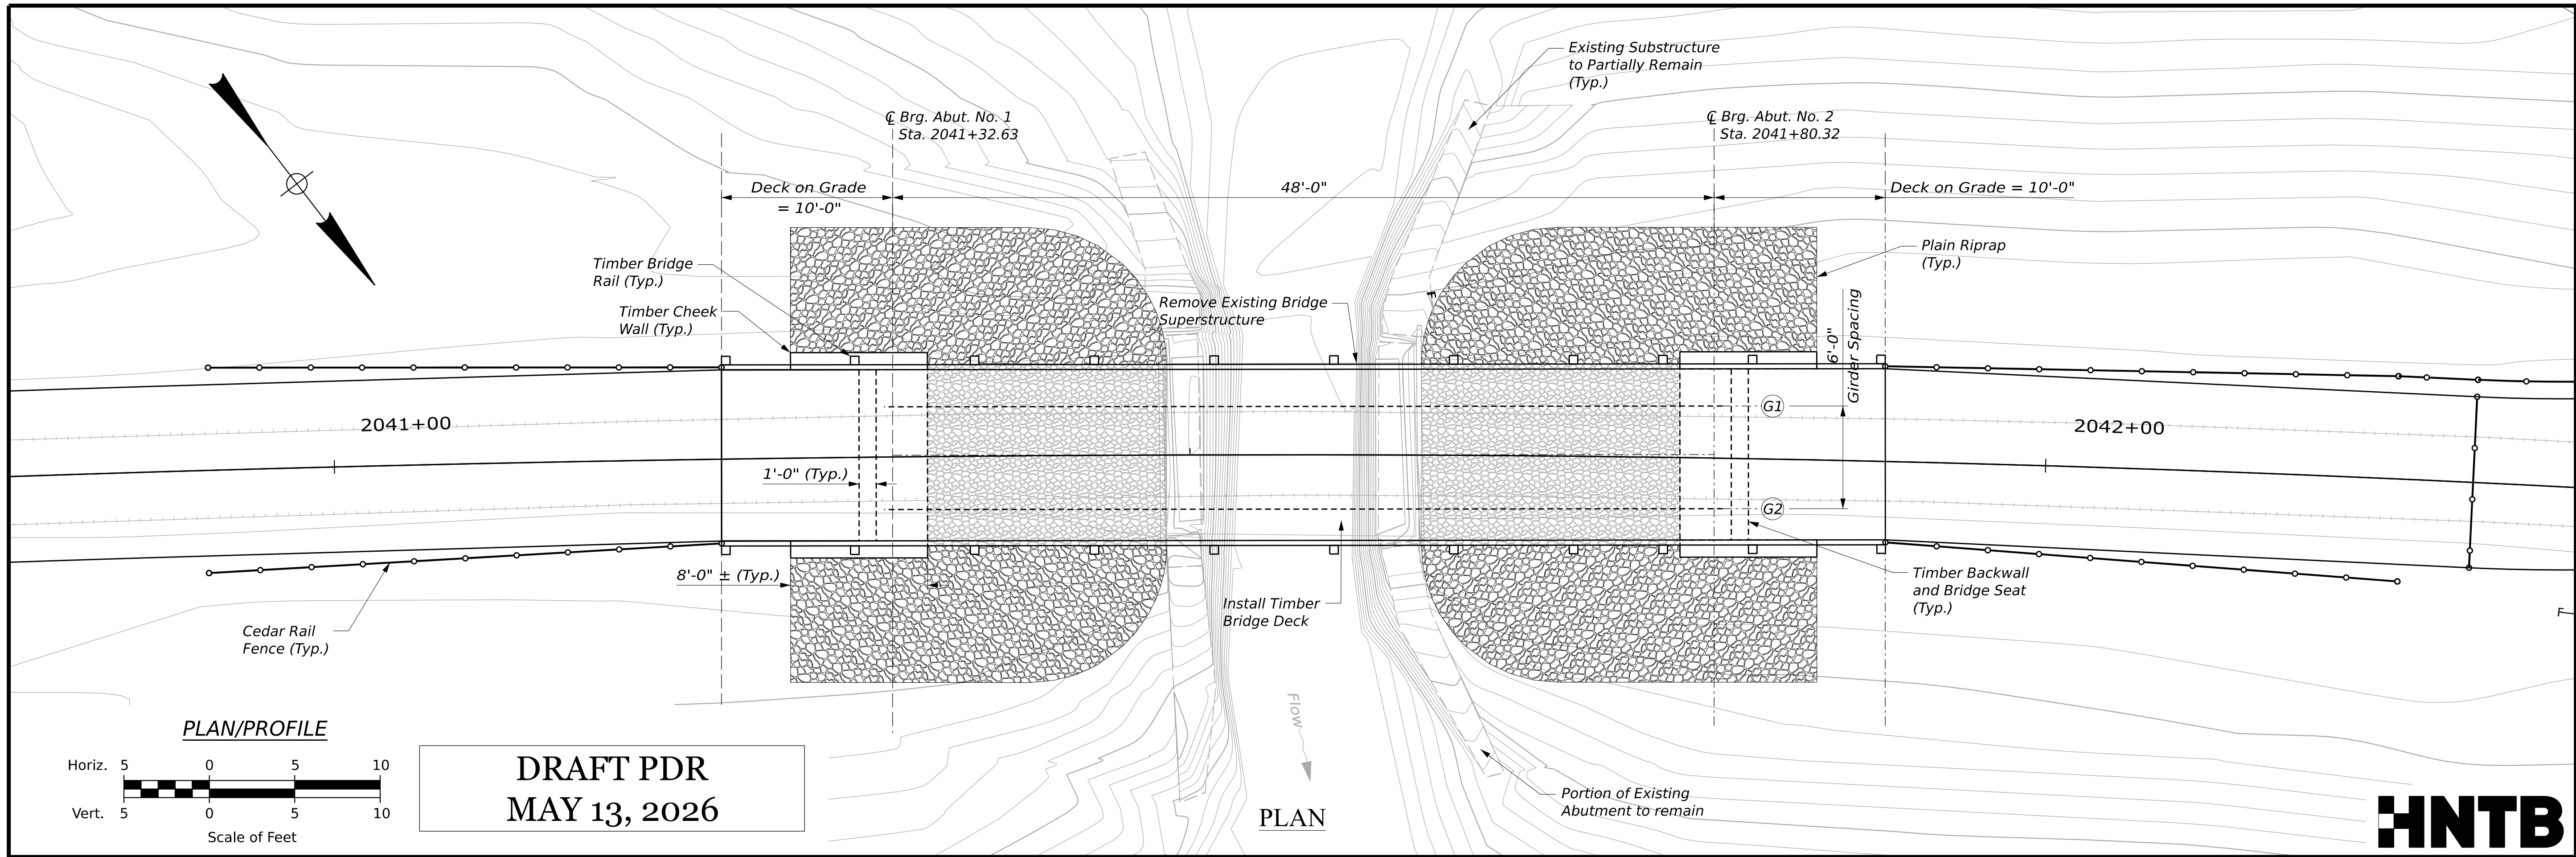 Existing Substructure
to Partially Remain
(Typ.)
℄ Brg. Abut. No. 1
Sta. 2041+32.63
℄ Brg. Abut. No. 2
Sta. 2041+80.32
Deck on Grade
= 10'-0"
48'-0"
Deck on Grade = 10'-0"
Timber Bridge
Rail (Typ.)
Timber Cheek
Wall (Typ.)
Remove Existing Bridge
Superstructure
Plain Riprap
(Typ.)
6'-0"
Girder Spacing
2041+00
G1
2042+00
1'-0" (Typ.)
G2
8'-0" ± (Typ.)
Install Timber
Bridge Deck
Timber Backwall
and Bridge Seat
(Typ.)
Cedar Rail
Fence (Typ.)
F
Flow
PLAN/PROFILE
Horiz. 5 0 5 10
Vert. 5 0 5 10
Scale of Feet
DRAFT PDR
MAY 13, 2026
PLAN
Portion of Existing
Abutment to remain
HNTB